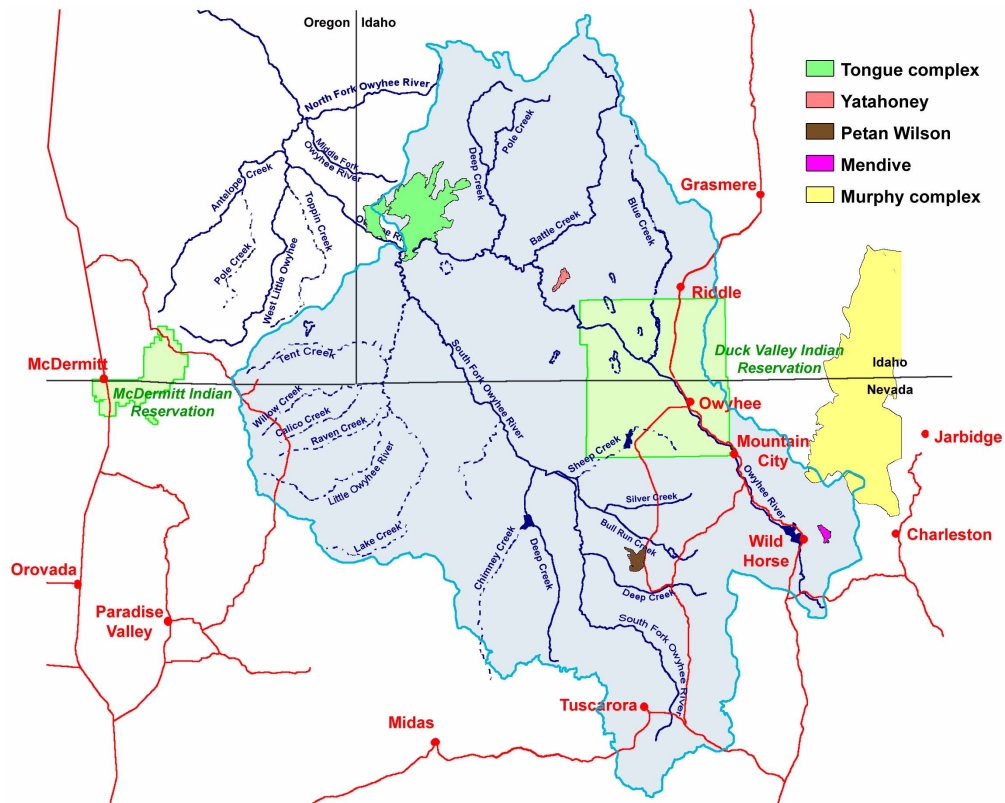 Oregon
Idaho
Tongue complex
Yatahoney
Petan Wilson
Mendive
Murphy complex
North Fork Owyhee River
Middle Fork
Owyhee River
Antelope Creek
Pole Creek
Toppin Creek
West Little Owyhee
Deep Creek
Pole Creek
Battle Creek
Blue Creek
Grasmere
Riddle
Duck Valley Indian
Reservation
Idaho
Nevada
McDermitt
McDermitt Indian
Reservation
Tent Creek
Willow Creek
Calico Creek
Raven Creek
Little Owyhee River
Lake Creek
South Fork Owyhee River
Owyhee
Mountain
City
Sheep Creek
Owyhee River
Jarbidge
Silver Creek
Bull Run Creek
Wild
Horse
Charleston
Chimney Creek
Deep Creek
Deep Creek
South Fork Owyhee River
Orovada
Paradise
Valley
Tuscarora
Midas